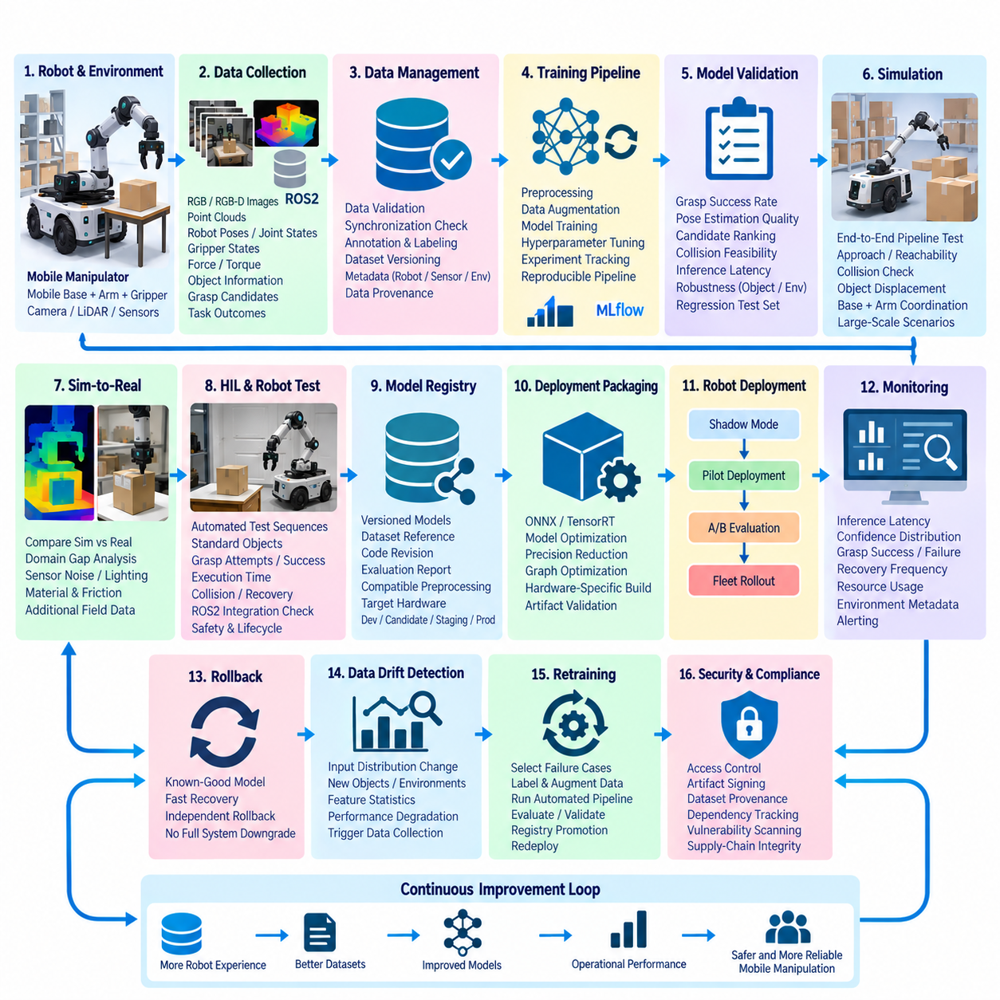 1. Robot & Environment
Mobile Manipulator
Mobile Base + Arm + Gripper
Camera / LiDAR / Sensors
2. Data Collection
ROS2
RGB / RGB-D Images
Point Clouds
Robot Poses / Joint States
Gripper States
Force / Torque
Object Information
Grasp Candidates
Task Outcomes
3. Data Management
Data Validation
Synchronization Check
Annotation & Labeling
Dataset Versioning
Metadata (Robot / Sensor / Env)
Data Provenance
4. Training Pipeline
Preprocessing
Data Augmentation
Model Training
Hyperparameter Tuning
Experiment Tracking
Reproducible Pipeline
MLflow
5. Model Validation
Grasp Success Rate
Pose Estimation Quality
Candidate Ranking
Collision Feasibility
Inference Latency
Robustness (Object / Env)
Regression Test Set
6. Simulation
End-to-End Pipeline Test
Approach / Reachability
Collision Check
Object Displacement
Base + Arm Coordination
Large-Scale Scenarios
7. Sim-to-Real
Compare Sim vs Real
Domain Gap Analysis
Sensor Noise / Lighting
Material & Friction
Additional Field Data
8. HIL & Robot Test
Automated Test Sequences
Standard Objects
Grasp Attempts / Success
Execution Time
Collision / Recovery
ROS2 Integration Check
Safety & Lifecycle
9. Model Registry
Versioned Models
Dataset Reference
Code Revision
Evaluation Report
Compatible Preprocessing
Target Hardware
Dev / Candidate / Staging / Prod
10. Deployment Packaging
ONNX / TensorRT
Model Optimization
Precision Reduction
Graph Optimization
Hardware-Specific Build
Artifact Validation
11. Robot Deployment
Shadow Mode
Pilot Deployment
A/B Evaluation
Fleet Rollout
12. Monitoring
Inference Latency
Confidence Distribution
Grasp Success / Failure
Recovery Frequency
Resource Usage
Environment Metadata
Alerting
13. Rollback
Known-Good Model
Fast Recovery
Independent Rollback
No Full System Downgrade
14. Data Drift Detection
Input Distribution Change
New Objects / Environments
Feature Statistics
Performance Degradation
Trigger Data Collection
15. Retraining
Select Failure Cases
Label & Augment Data
Run Automated Pipeline
Evaluate / Validate
Registry Promotion
Redeploy
16. Security & Compliance
Access Control
Artifact Signing
Dataset Provenance
Dependency Tracking
Vulnerability Scanning
Supply-Chain Integrity
Continuous Improvement Loop
More Robot Experience
Better Datasets
Improved Models
Operational Performance
Safer and More Reliable
Mobile Manipulation